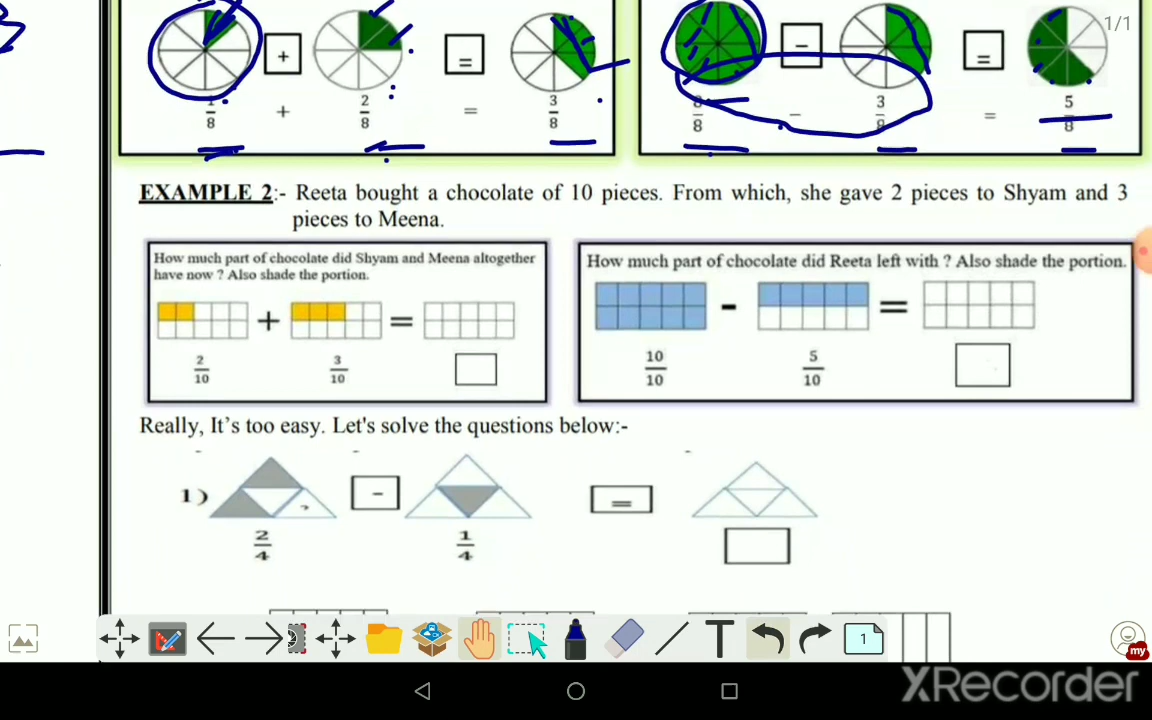 1/1
+ = - =
1/8 + 2/8 = 3/8
8 - 3/8 = 5/8
EXAMPLE 2:- Reeta bought a chocolate of 10 pieces. From which, she gave 2 pieces to Shyam and 3
pieces to Meena.
How much part of chocolate did Shyam and Meena altogether
have now ? Also shade the portion.
+ =
2/10 3/10
How much part of chocolate did Reeta left with ? Also shade the portion.
- =
10/10 5/10
Really, It's too easy. Let's solve the questions below:-
1) - =
2/4 1/4
T 1
my
XRecorder